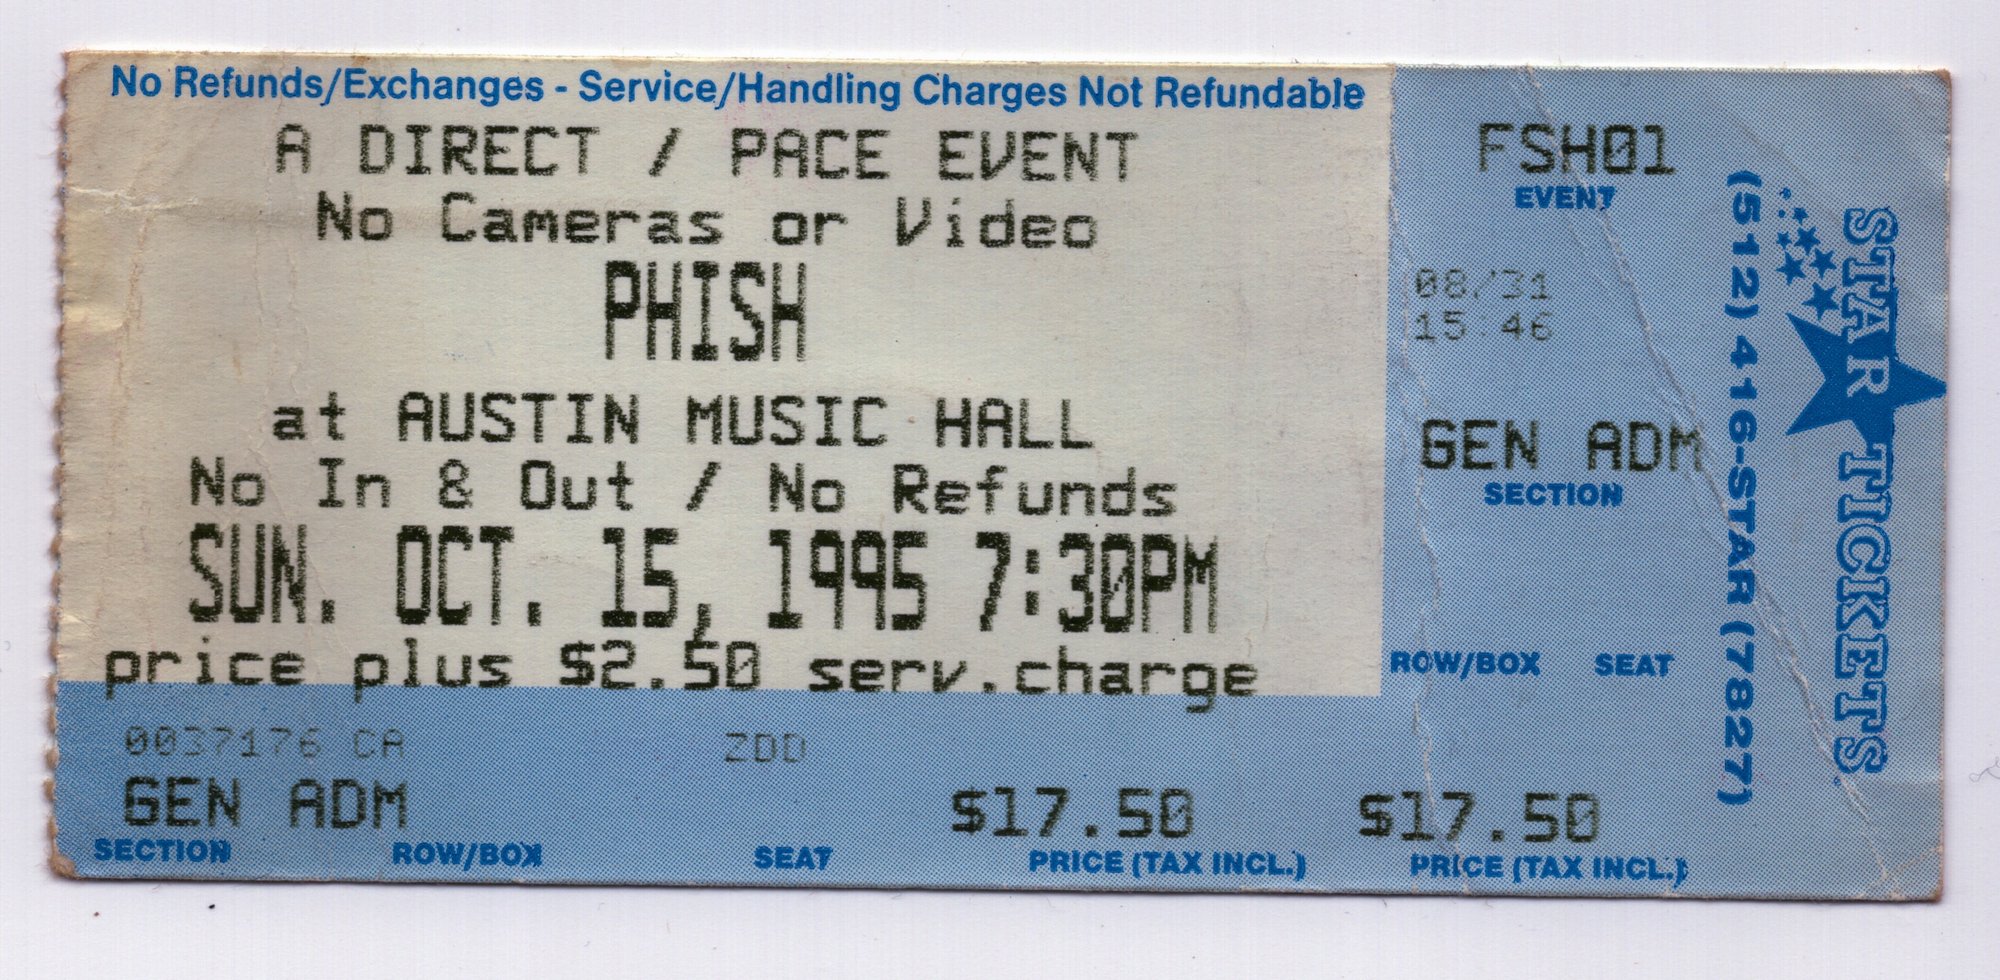 No Refunds/Exchanges - Service/Handling Charges Not Refundable
A DIRECT / PACE EVENT
No Cameras or Video
PHISH
at AUSTIN MUSIC HALL
No In & Out / No Refunds
SUN. OCT. 15, 1995 7:30PM
price plus $2.50 serv.charge
0037176 CA ZDD
GEN ADM $17.50
SECTION ROW/BOX SEAT PRICE (TAX INCL.)
FSH01
EVENT
08/31
15:46
GEN ADM
SECTION
ROW/BOX SEAT
$17.50
PRICE (TAX INCL.)
(512) 416-STAR (7827)
STAR TICKETS